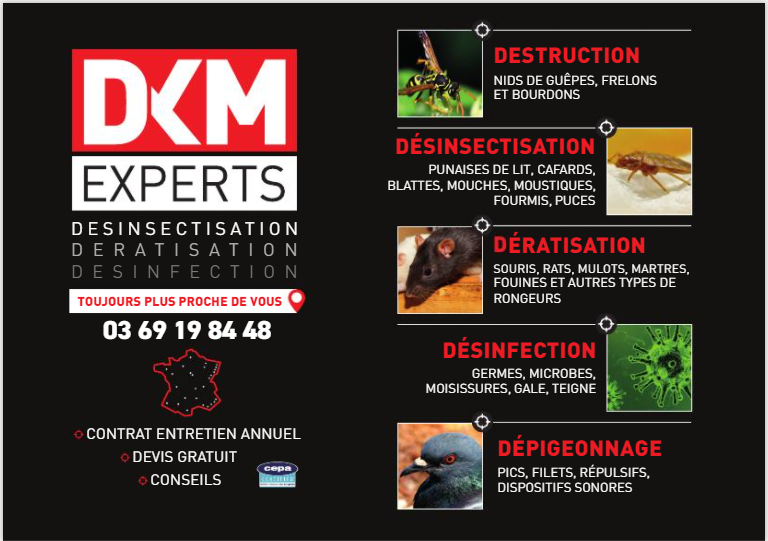 DKM
EXPERTS
DESINSECTISATION
DERATISATION
DESINFECTION
TOUJOURS PLUS PROCHE DE VOUS
03 69 19 84 48
CONTRAT ENTRETIEN ANNUEL
DEVIS GRATUIT
CONSEILS
cepa
DESTRUCTION
NIDS DE GUÊPES, FRELONS
ET BOURDONS
DÉSINSECTISATION
PUNAISES DE LIT, CAFARDS,
BLATTES, MOUCHES, MOUSTIQUES,
FOURMIS, PUCES
DÉRATISATION
SOURIS, RATS, MULOTS, MARTRES,
FOUINES ET AUTRES TYPES DE
RONGEURS
DÉSINFECTION
GERMES, MICROBES,
MOISISSURES, GALE, TEIGNE
DÉPIGEONNAGE
PICS, FILETS, RÉPULSIFS,
DISPOSITIFS SONORES